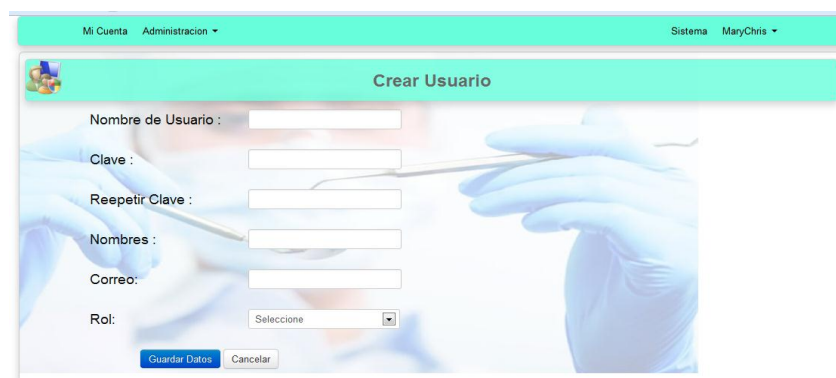 Mi Cuenta Administracion Sistema MaryChris
Crear Usuario
Nombre de Usuario :
Clave :
Reepetir Clave :
Nombres :
Correo:
Rol: Seleccione
Guardar Datos Cancelar